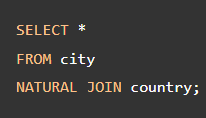 SELECT *
FROM city
NATURAL JOIN country;